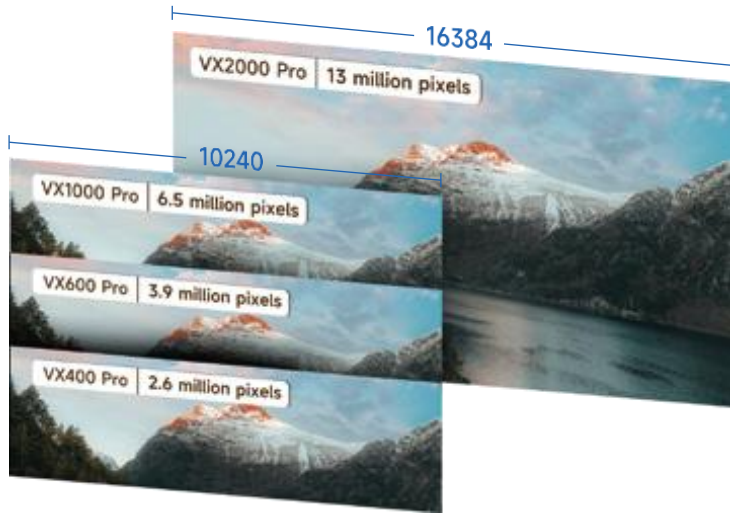 16384
VX2000 Pro | 13 million pixels
10240
VX1000 Pro | 6.5 million pixels
VX600 Pro | 3.9 million pixels
VX400 Pro | 2.6 million pixels